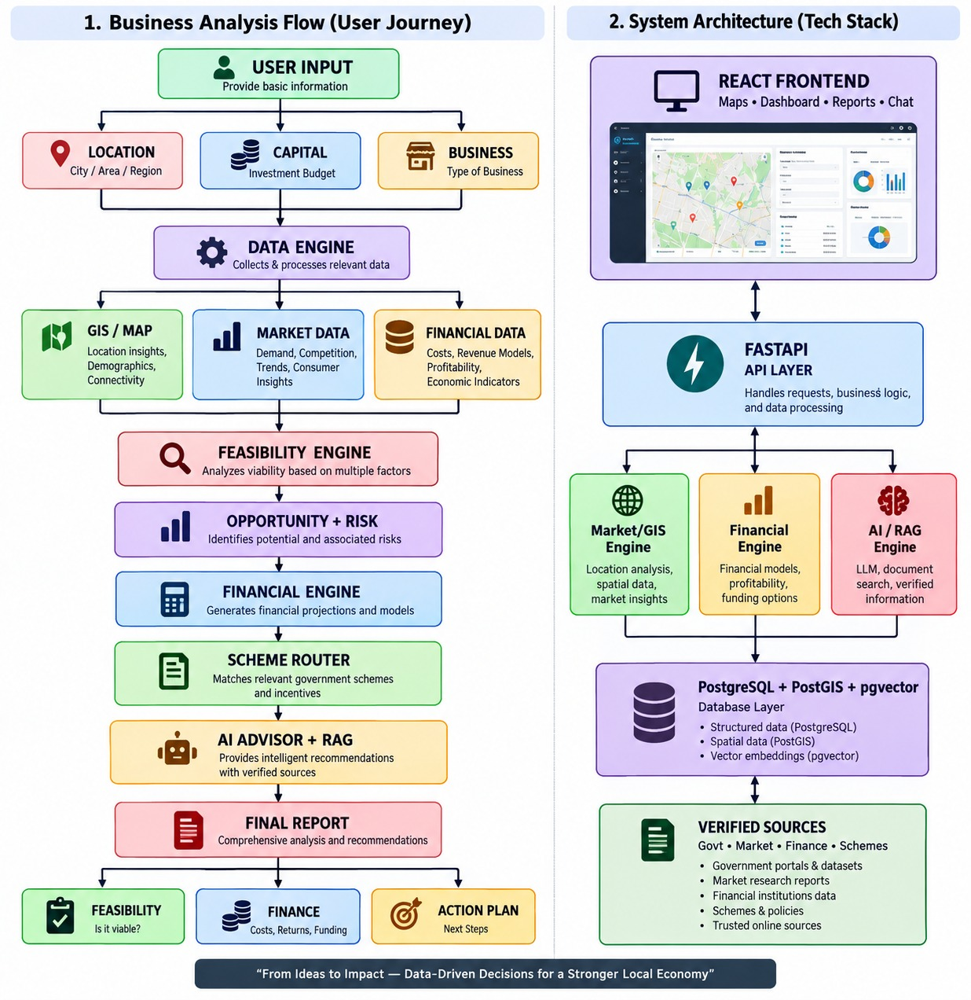 1. Business Analysis Flow (User Journey)
USER INPUT
Provide basic information
LOCATION
City / Area / Region
CAPITAL
Investment Budget
BUSINESS
Type of Business
DATA ENGINE
Collects & processes relevant data
GIS / MAP
Location insights,
Demographics,
Connectivity
MARKET DATA
Demand, Competition,
Trends, Consumer
Insights
FINANCIAL DATA
Costs, Revenue Models,
Profitability,
Economic Indicators
FEASIBILITY ENGINE
Analyzes viability based on multiple factors
OPPORTUNITY + RISK
Identifies potential and associated risks
FINANCIAL ENGINE
Generates financial projections and models
SCHEME ROUTER
Matches relevant government schemes
and incentives
AI ADVISOR + RAG
Provides intelligent recommendations
with verified sources
FINAL REPORT
Comprehensive analysis and recommendations
FEASIBILITY
Is it viable?
FINANCE
Costs, Returns, Funding
ACTION PLAN
Next Steps
2. System Architecture (Tech Stack)
REACT FRONTEND
Maps • Dashboard • Reports • Chat
FASTAPI
API LAYER
Handles requests, business logic,
and data processing
Market/GIS
Engine
Location analysis,
spatial data,
market insights
Financial
Engine
Financial models,
profitability,
funding options
AI / RAG
Engine
LLM, document
search, verified
information
PostgreSQL + PostGIS + pgvector
Database Layer
• Structured data (PostgreSQL)
• Spatial data (PostGIS)
• Vector embeddings (pgvector)
VERIFIED SOURCES
Govt • Market • Finance • Schemes
• Government portals & datasets
• Market research reports
• Financial institutions data
• Schemes & policies
• Trusted online sources
“From Ideas to Impact — Data-Driven Decisions for a Stronger Local Economy”